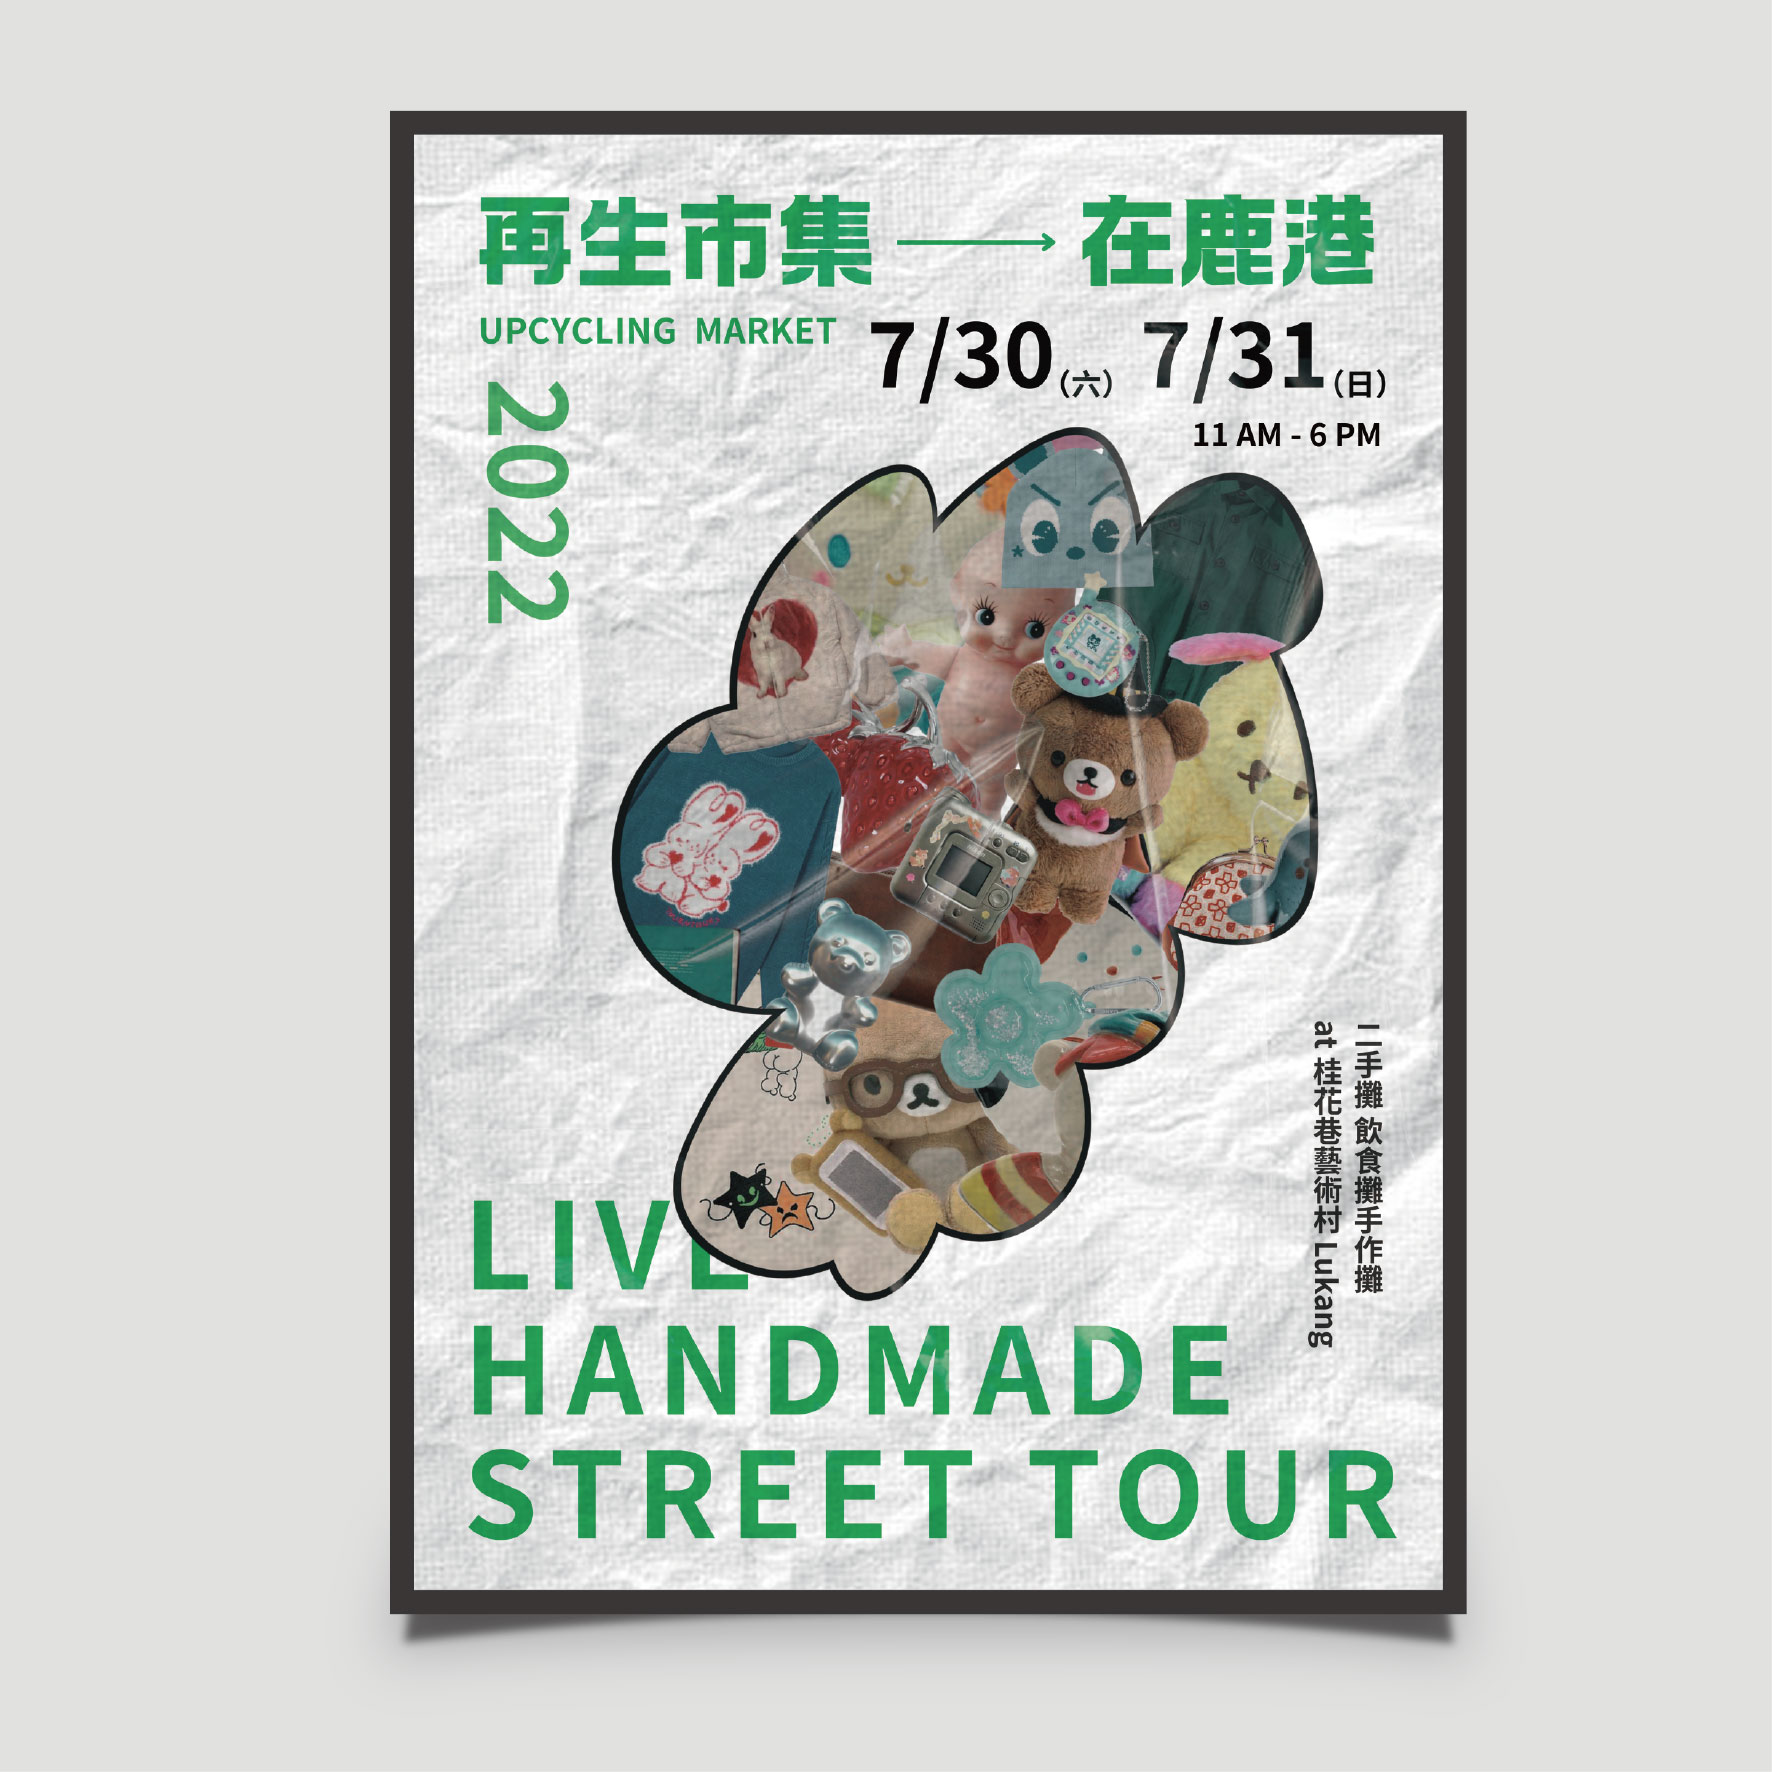 再生市集 → 在鹿港
UPCYCLING MARKET
7/30(六) 7/31(日)
11 AM - 6 PM
2022
二手攤 飲食攤 手作攤
at 桂花巷藝術村 Lukang
LIVE
HANDMADE
STREET TOUR